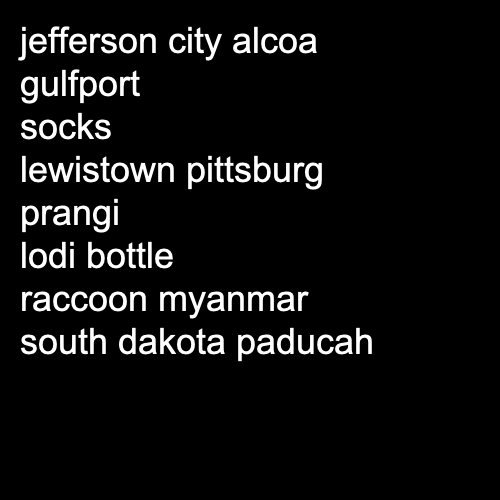 jefferson city alcoa
gulfport
socks
lewistown pittsburg
prangi
lodi bottle
raccoon myanmar
south dakota paducah